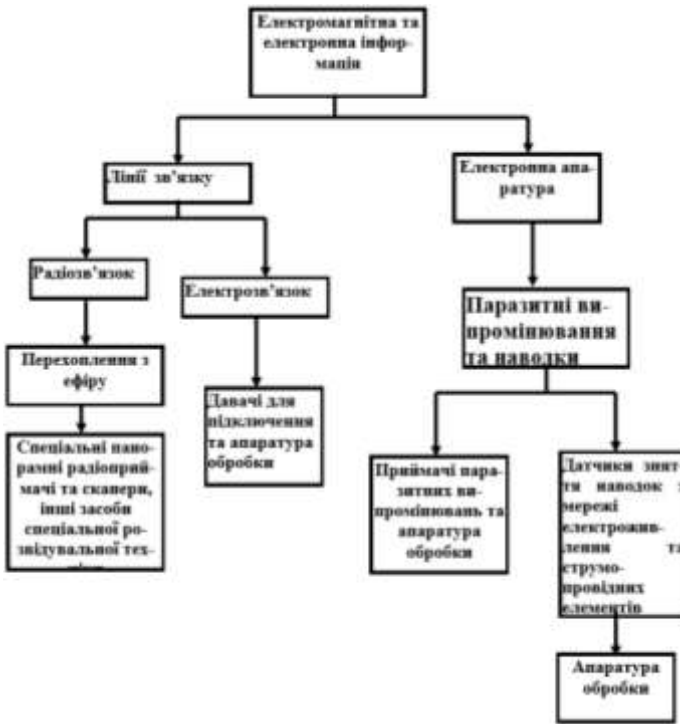 Електромагнітна та
електронна інфор-
мація
Лінії зв’язку
Електронна апа-
ратура
Радіозв’язок
Електрозв’язок
Паразитні ви-
промінювання
та наводки
Перехоплення з
ефіру
Давачі для
підключення
та апаратура
обробки
Спеціальні пано-
рамні радіоприй-
мачі та сканери,
інші засоби
спеціальної ро-
звідувальної тех-
Приймачі пара-
зитних ви-
промінювань та
апаратура
обробки
Датчики знят-
тя наводок з
мережі
електрожив-
лення та
струмо-
провідних
елементів
Апаратура
обробки